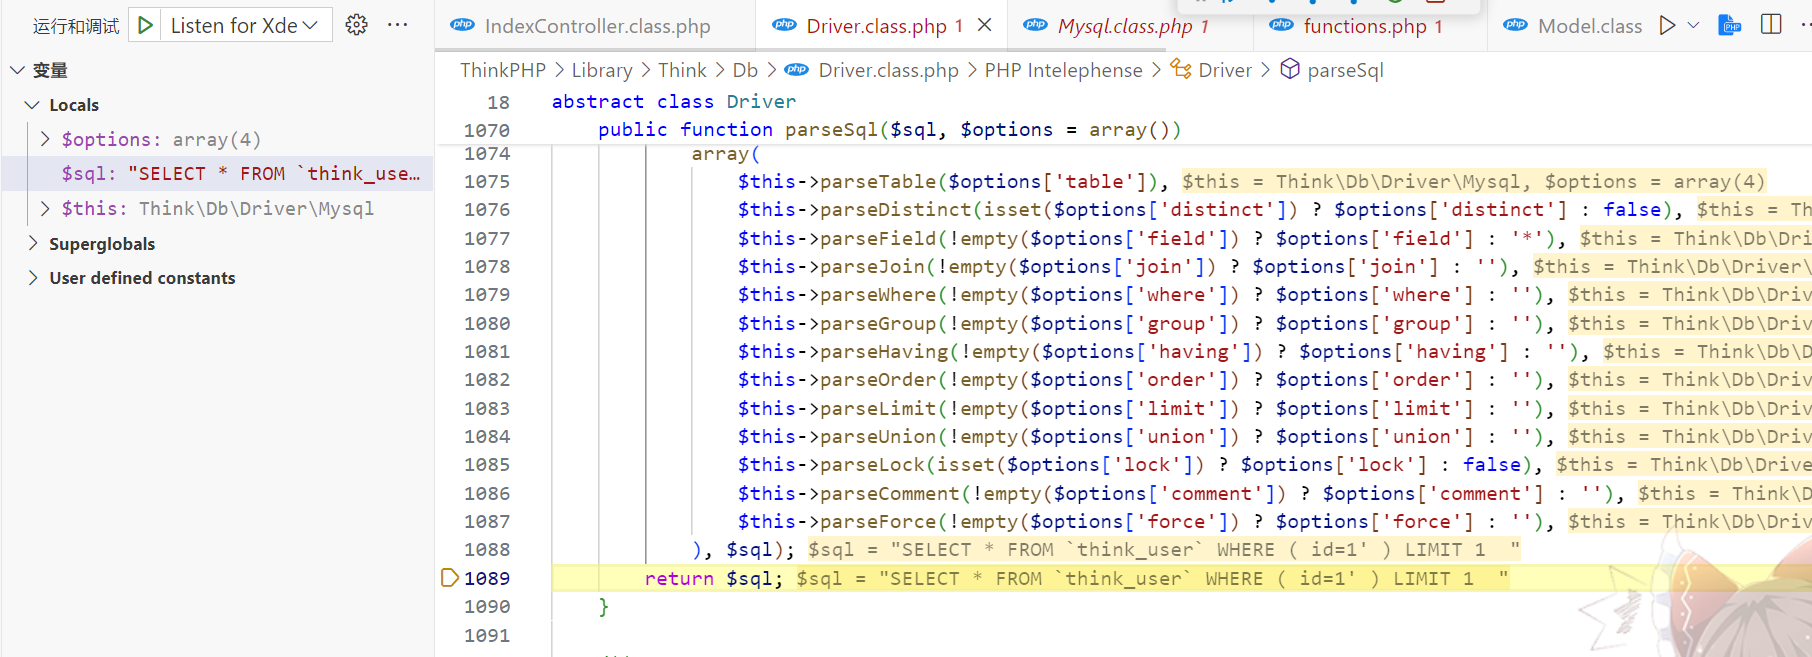 运行和调试 Listen for Xde
IndexController.class.php Driver.class.php 1 Mysql.class.php 1 functions.php 1 Model.class
变量
Locals
$options: array(4)
$sql: "SELECT * FROM `think_use…
$this: Think\Db\Driver\Mysql
Superglobals
User defined constants
ThinkPHP > Library > Think > Db > Driver.class.php > PHP Intelephense > Driver > parseSql
18 abstract class Driver
1070 public function parseSql($sql, $options = array())
1074 array(
1075 $this->parseTable($options['table']), $this = Think\Db\Driver\Mysql, $options = array(4)
1076 $this->parseDistinct(isset($options['distinct']) ? $options['distinct'] : false), $this = Th
1077 $this->parseField(!empty($options['field']) ? $options['field'] : '*'), $this = Think\Db\Dri
1078 $this->parseJoin(!empty($options['join']) ? $options['join'] : ''), $this = Think\Db\Driver\
1079 $this->parseWhere(!empty($options['where']) ? $options['where'] : ''), $this = Think\Db\Driv
1080 $this->parseGroup(!empty($options['group']) ? $options['group'] : ''), $this = Think\Db\Driv
1081 $this->parseHaving(!empty($options['having']) ? $options['having'] : ''), $this = Think\Db\D
1082 $this->parseOrder(!empty($options['order']) ? $options['order'] : ''), $this = Think\Db\Driv
1083 $this->parseLimit(!empty($options['limit']) ? $options['limit'] : ''), $this = Think\Db\Driv
1084 $this->parseUnion(!empty($options['union']) ? $options['union'] : ''), $this = Think\Db\Driv
1085 $this->parseLock(isset($options['lock']) ? $options['lock'] : false), $this = Think\Db\Drive
1086 $this->parseComment(!empty($options['comment']) ? $options['comment'] : ''), $this = Think\D
1087 $this->parseForce(!empty($options['force']) ? $options['force'] : ''), $this = Think\Db\Driv
1088 ), $sql); $sql = "SELECT * FROM `think_user` WHERE ( id=1' ) LIMIT 1  "
1089 return $sql; $sql = "SELECT * FROM `think_user` WHERE ( id=1' ) LIMIT 1  "
1090 }
1091